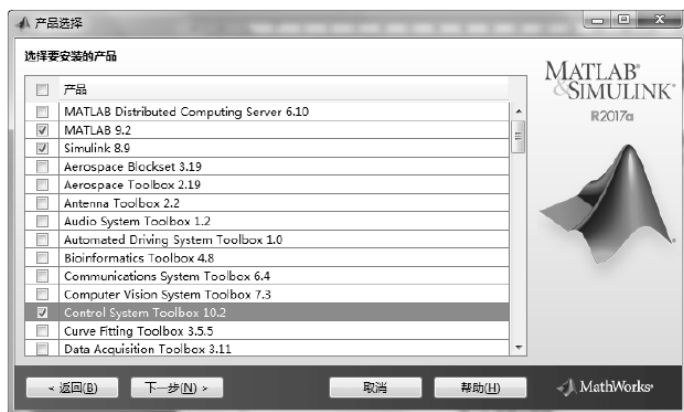 产品选择
选择要安装的产品
产品
MATLAB Distributed Computing Server 6.10
MATLAB 9.2
Simulink 8.9
Aerospace Blockset 3.19
Aerospace Toolbox 2.19
Antenna Toolbox 2.2
Audio System Toolbox 1.2
Automated Driving System Toolbox 1.0
Bioinformatics Toolbox 4.8
Communications System Toolbox 6.4
Computer Vision System Toolbox 7.3
Control System Toolbox 10.2
Curve Fitting Toolbox 3.5.5
Data Acquisition Toolbox 3.11
MATLAB®
&SIMULINK®
R2017a
< 返回(B)
下一步(N) >
取消
帮助(H)
MathWorks®